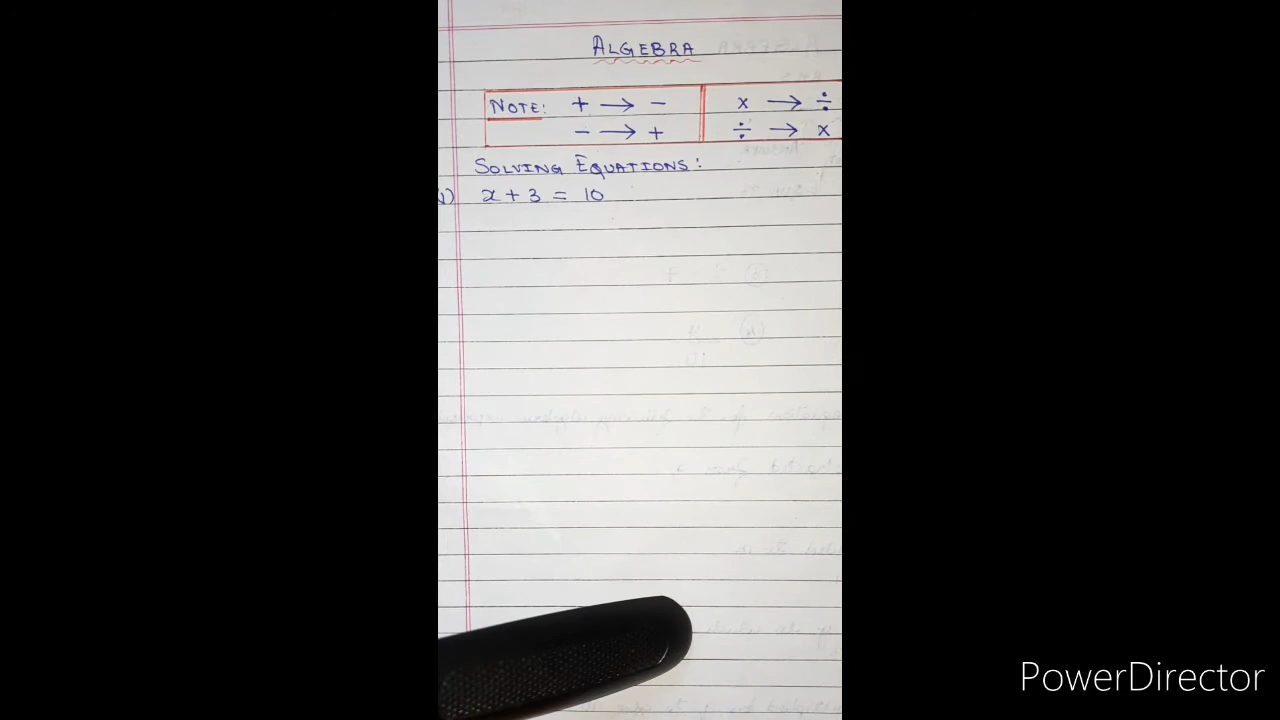 ALGEBRA
NOTE: + → - x → ÷
- → + ÷ → x
SOLVING EQUATIONS:
1) x + 3 = 10
PowerDirector